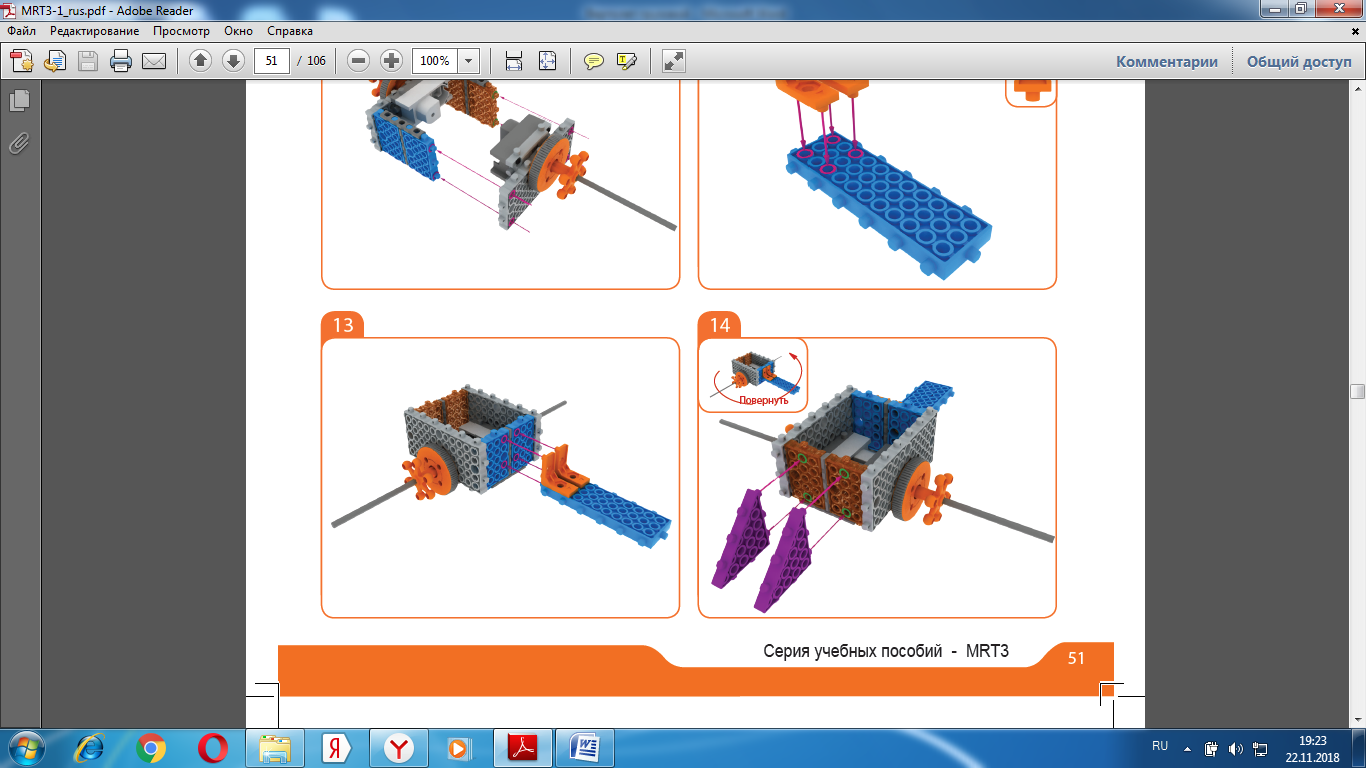 MRT3-1_rus.pdf - Adobe Reader
Файл Редактирование Просмотр Окно Справка
51 / 106 100% Комментарии Общий доступ
13
14
Повернуть
Серия учебных пособий - MRT3
51
RU
19:23
22.11.2018